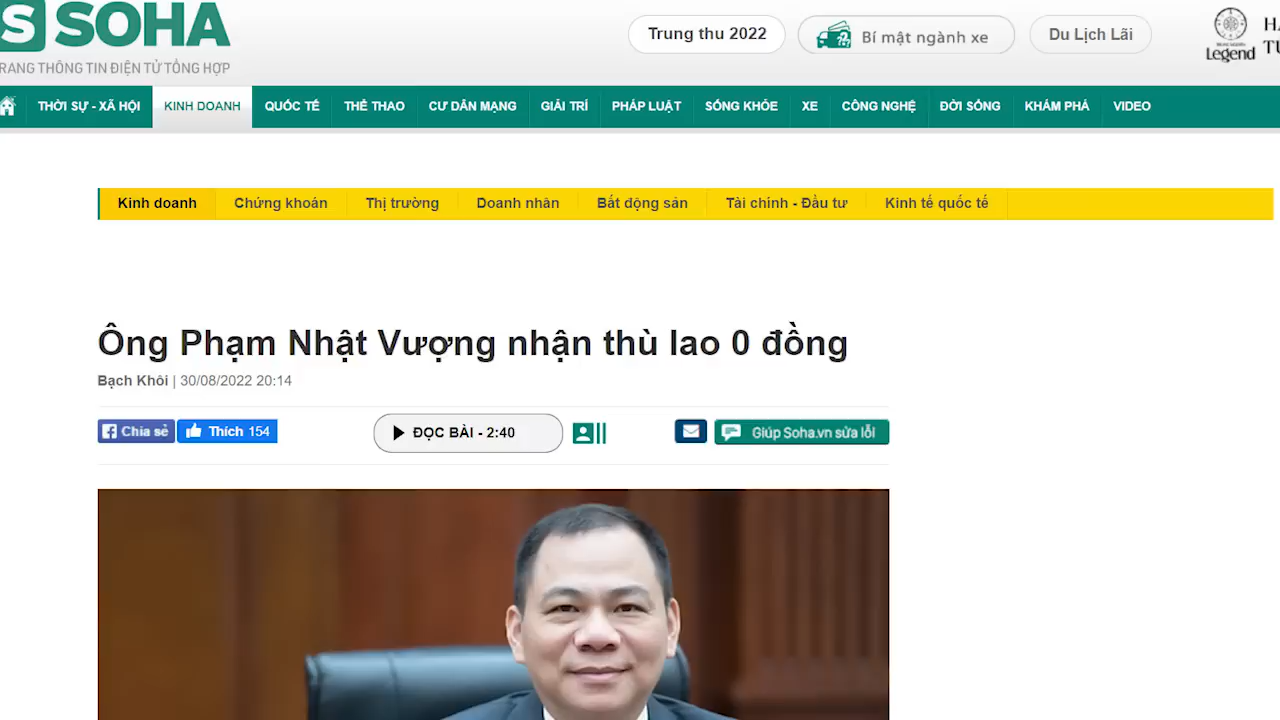 SOHA
RANG THÔNG TIN ĐIỆN TỬ TỔNG HỢP
Trung thu 2022
Bí mật ngành xe
Du Lịch Lãi
Legend
THỜI SỰ - XÃ HỘI KINH DOANH QUỐC TẾ THỂ THAO CƯ DÂN MẠNG GIẢI TRÍ PHÁP LUẬT SỐNG KHỎE XE CÔNG NGHỆ ĐỜI SỐNG KHÁM PHÁ VIDEO
Kinh doanh Chứng khoán Thị trường Doanh nhân Bất động sản Tài chính - Đầu tư Kinh tế quốc tế
Ông Phạm Nhật Vượng nhận thù lao 0 đồng
Bạch Khôi | 30/08/2022 20:14
Chia sẻ Thích 154 ĐỌC BÀI - 2:40 Giúp Soha.vn sửa lỗi